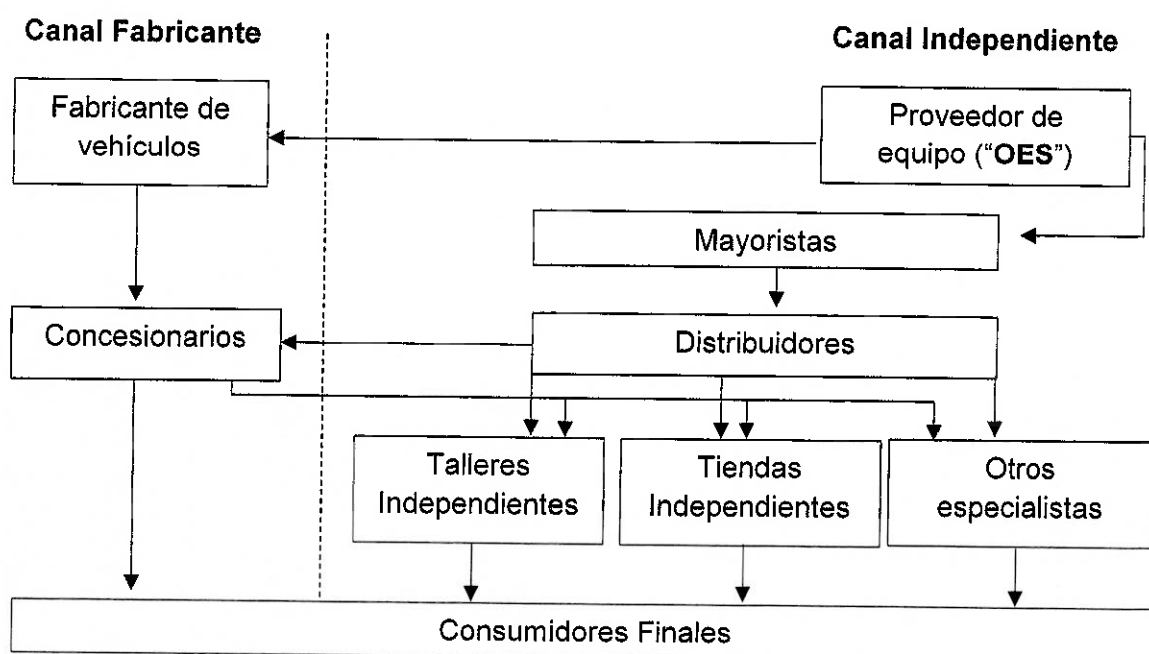 Canal Fabricante
Canal Independiente
Fabricante de
vehículos
Proveedor de
equipo ("OES")
Mayoristas
Concesionarios
Distribuidores
Talleres
Independientes
Tiendas
Independientes
Otros
especialistas
Consumidores Finales